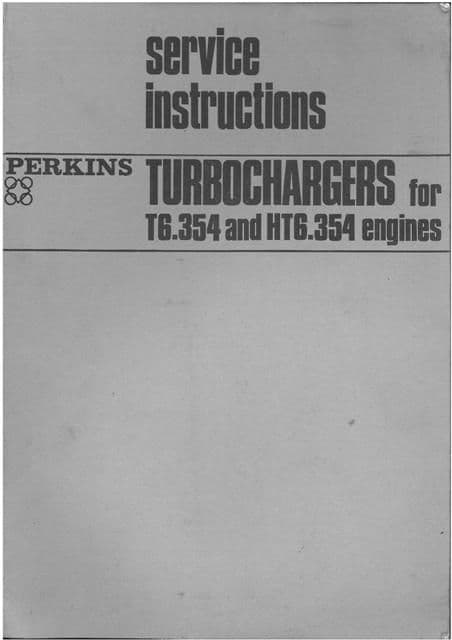 service
instructions
PERKINS
TURBOCHARGERS for
T6.354 and HT6.354 engines